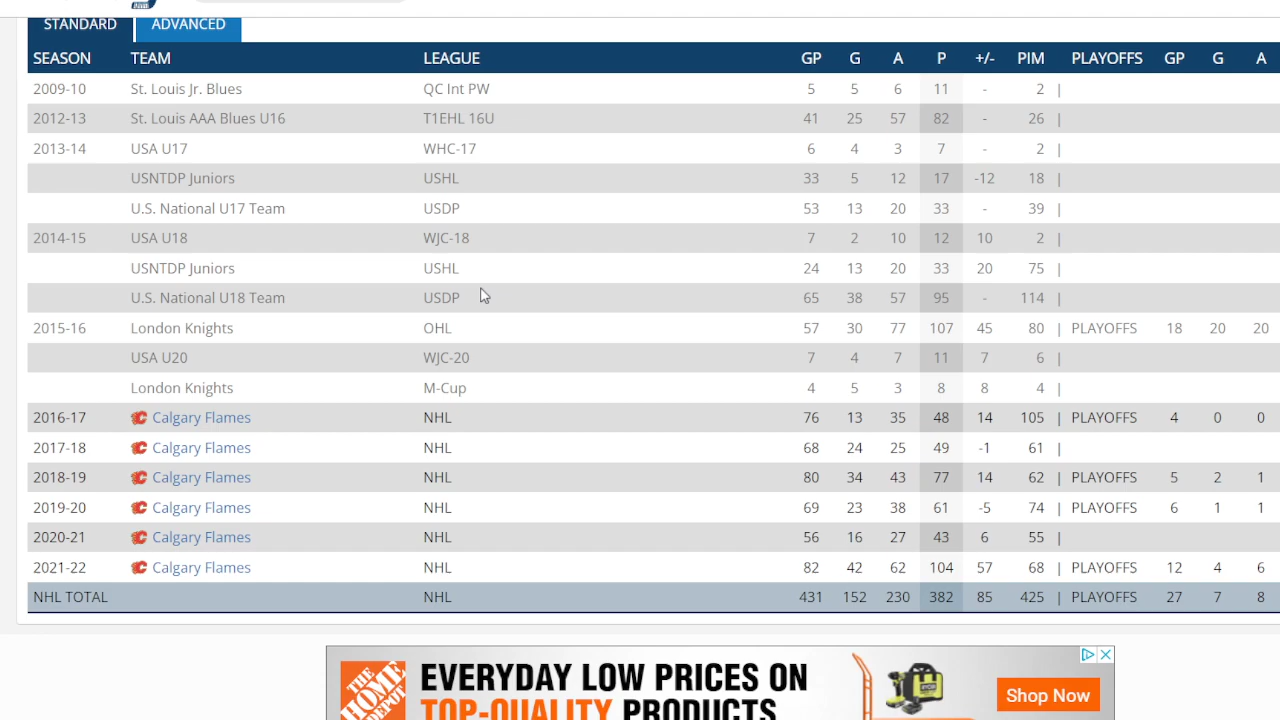 STANDARD ADVANCED
SEASON TEAM LEAGUE GP G A P +/- PIM PLAYOFFS GP G A
2009-10 St. Louis Jr. Blues QC Int PW 5 5 6 11 - 2 |
2012-13 St. Louis AAA Blues U16 T1EHL 16U 41 25 57 82 - 26 |
2013-14 USA U17 WHC-17 6 4 3 7 - 2 |
USNTDP Juniors USHL 33 5 12 17 -12 18 |
U.S. National U17 Team USDP 53 13 20 33 - 39 |
2014-15 USA U18 WJC-18 7 2 10 12 10 2 |
USNTDP Juniors USHL 24 13 20 33 20 75 |
U.S. National U18 Team USDP 65 38 57 95 - 114 |
2015-16 London Knights OHL 57 30 77 107 45 80 | PLAYOFFS 18 20 20
USA U20 WJC-20 7 4 7 11 7 6 |
London Knights M-Cup 4 5 3 8 8 4 |
2016-17 Calgary Flames NHL 76 13 35 48 14 105 | PLAYOFFS 4 0 0
2017-18 Calgary Flames NHL 68 24 25 49 -1 61 |
2018-19 Calgary Flames NHL 80 34 43 77 14 62 | PLAYOFFS 5 2 1
2019-20 Calgary Flames NHL 69 23 38 61 -5 74 | PLAYOFFS 6 1 1
2020-21 Calgary Flames NHL 56 16 27 43 6 55 |
2021-22 Calgary Flames NHL 82 42 62 104 57 68 | PLAYOFFS 12 4 6
NHL TOTAL NHL 431 152 230 382 85 425 | PLAYOFFS 27 7 8
THE HOME DEPOT
EVERYDAY LOW PRICES ON
TOP-QUALITY PRODUCTS
RYOBI
Shop Now